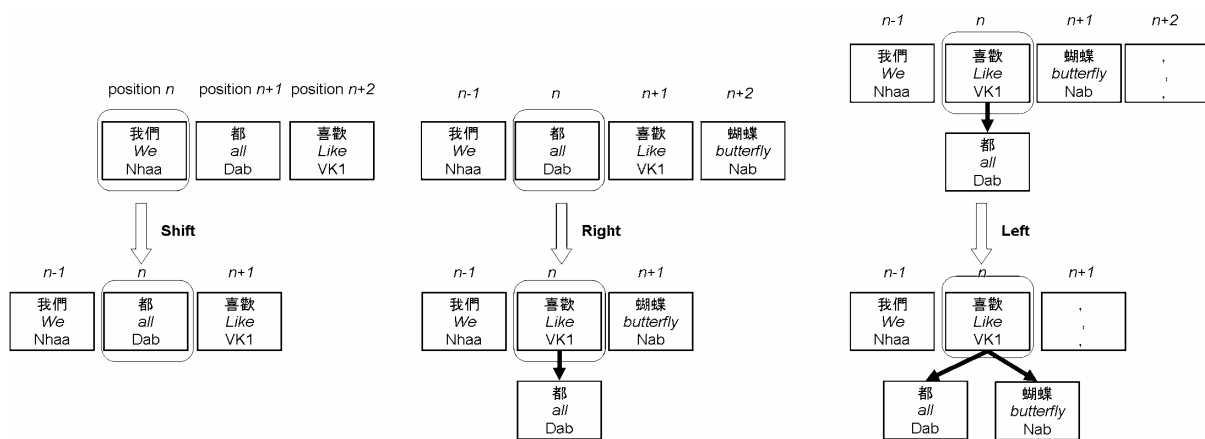 position n position n+1 position n+2
我們 都 喜歡
We all Like
Nhaa Dab VK1
Shift
n-1 n n+1
我們 都 喜歡
We all Like
Nhaa Dab VK1
n-1 n n+1 n+2
我們 都 喜歡 蝴蝶
We all Like butterfly
Nhaa Dab VK1 Nab
Right
n-1 n n+1
我們 喜歡 蝴蝶
We Like butterfly
Nhaa VK1 Nab
都
all
Dab
n-1 n n+1 n+2
我們 喜歡 蝴蝶 ,
We Like butterfly ,
Nhaa VK1 Nab ,
都
all
Dab
Left
n-1 n n+1
我們 喜歡 ,
We Like ,
Nhaa VK1 ,
都 蝴蝶
all butterfly
Dab Nab